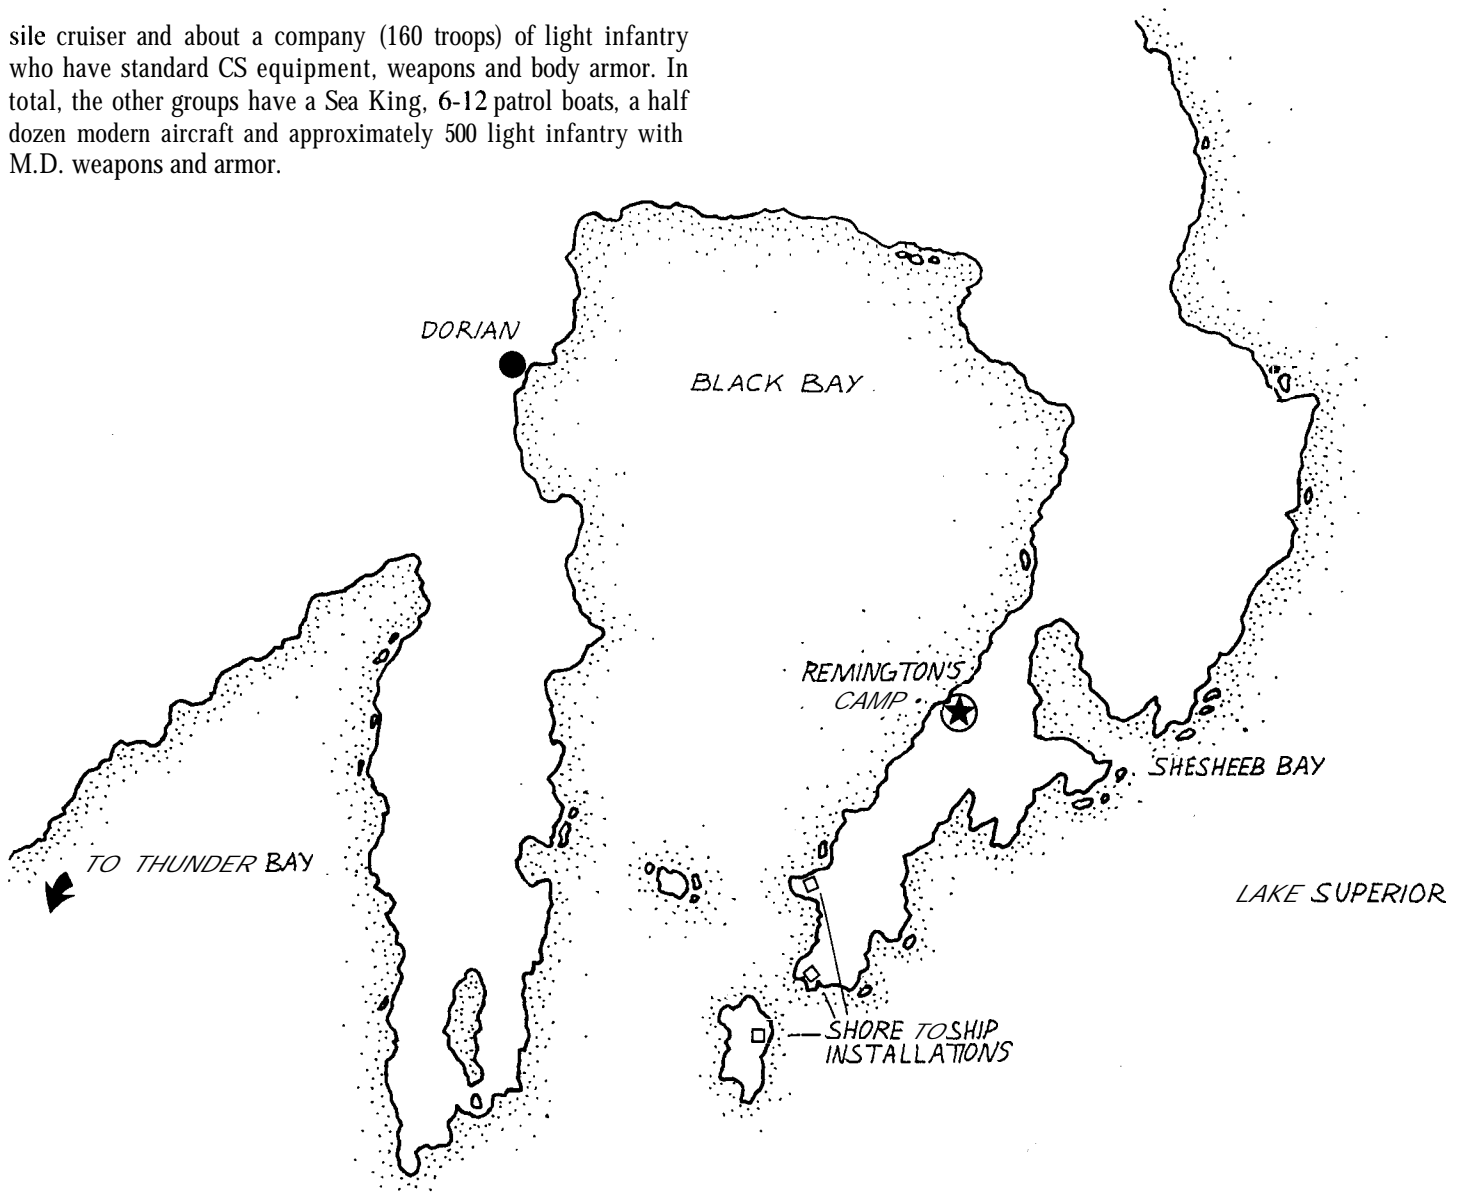 sile cruiser and about a company (160 troops) of light infantry
who have standard CS equipment, weapons and body armor. In
total, the other groups have a Sea King, 6-12 patrol boats, a half
dozen modern aircraft and approximately 500 light infantry with
M.D. weapons and armor.
DORIAN
BLACK BAY
REMINGTON'S
CAMP
SHESHEEB BAY
TO THUNDER BAY
LAKE SUPERIOR
SHORE TO SHIP
INSTALLATIONS